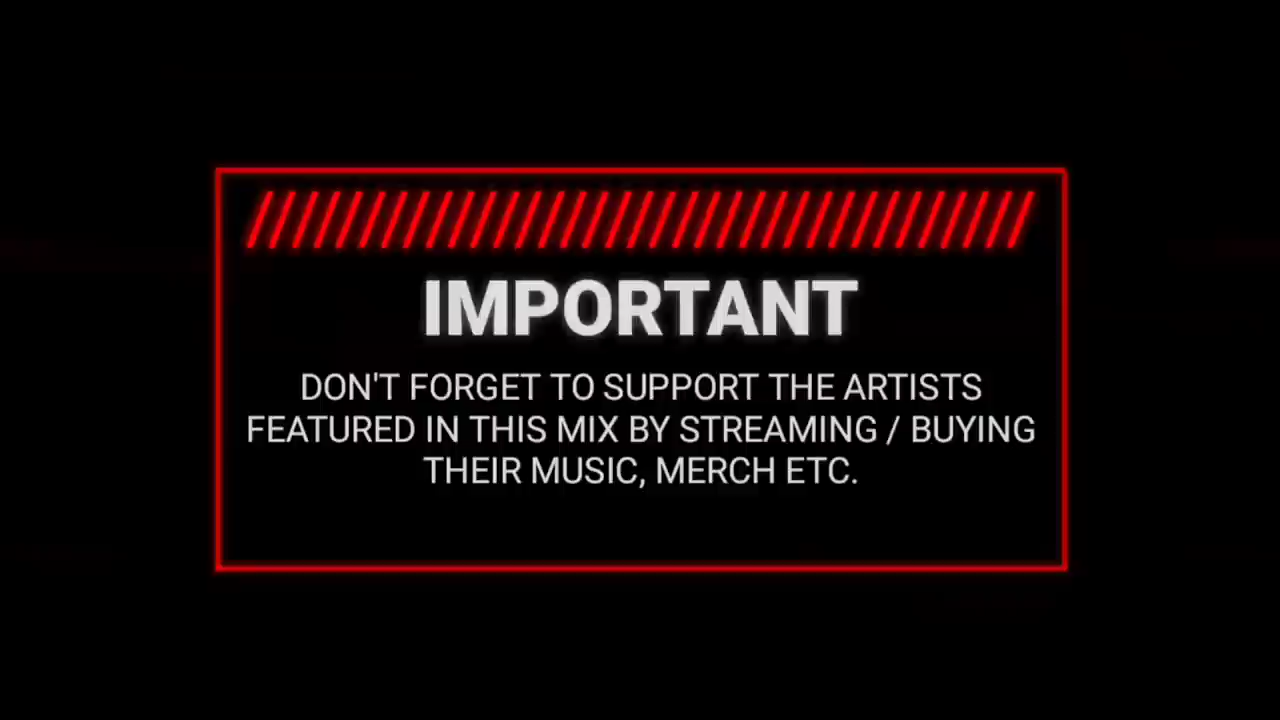 IMPORTANT
DON'T FORGET TO SUPPORT THE ARTISTS
FEATURED IN THIS MIX BY STREAMING / BUYING
THEIR MUSIC, MERCH ETC.